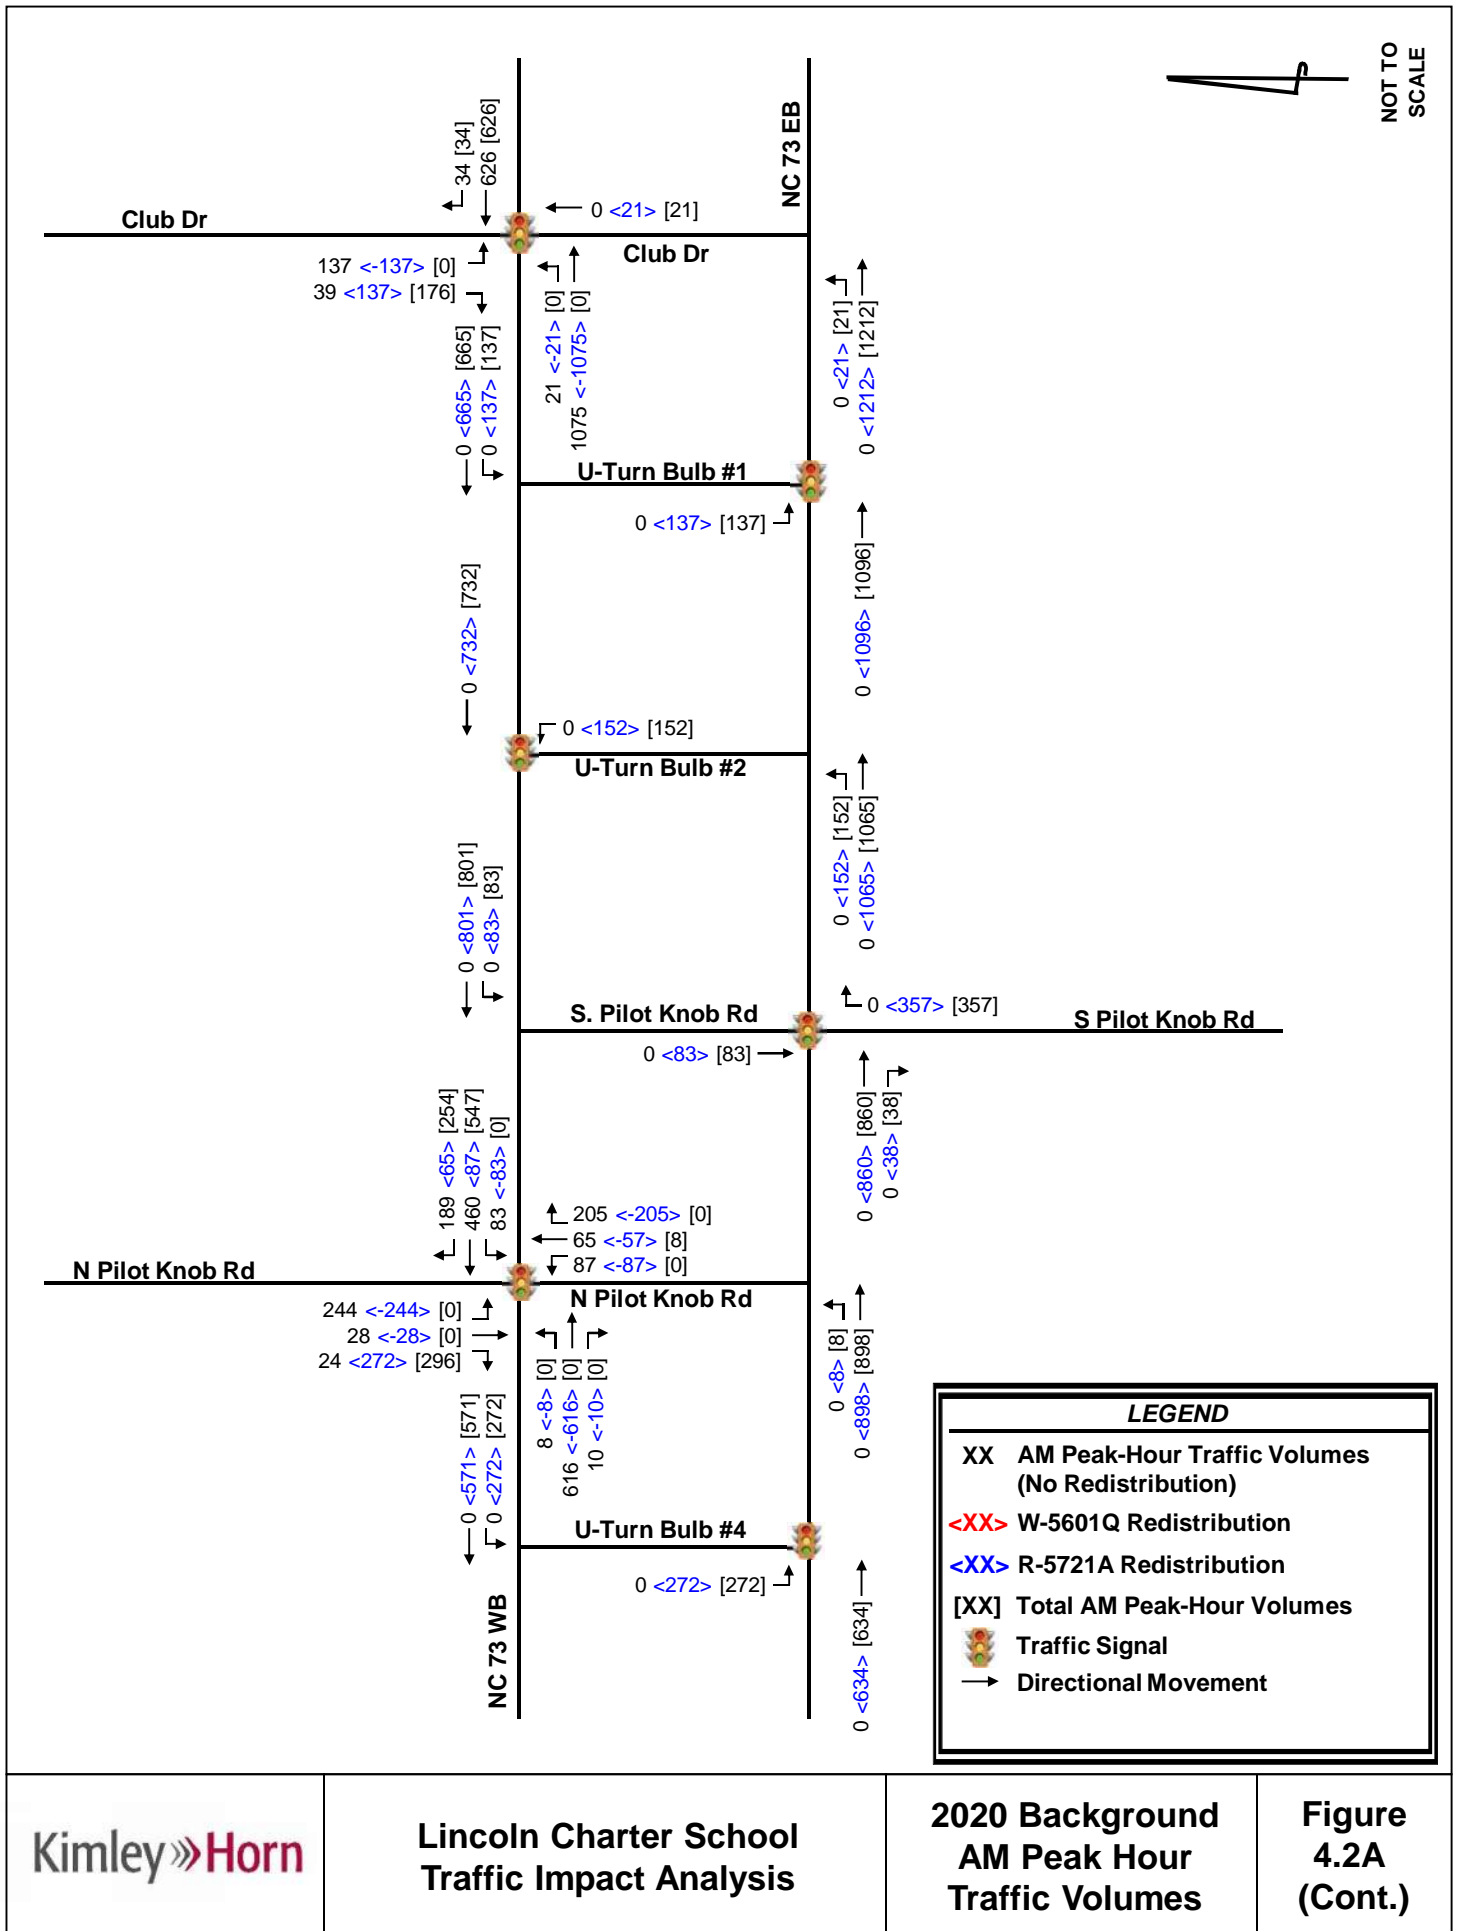 NOT TO
SCALE
NC 73 EB
34 [34]
626 [626]
Club Dr
0 <21> [21]
Club Dr
137 <-137> [0]
39 <137> [176]
0 <665> [665]
0 <137> [137]
21 <-21> [0]
1075 <-1075> [0]
0 <21> [21]
0 <1212> [1212]
U-Turn Bulb #1
0 <137> [137]
0 <732> [732]
0 <1096> [1096]
0 <152> [152]
U-Turn Bulb #2
0 <152> [152]
0 <1065> [1065]
0 <801> [801]
0 <83> [83]
0 <357> [357]
S. Pilot Knob Rd
S Pilot Knob Rd
0 <83> [83]
0 <860> [860]
0 <38> [38]
189 <65> [254]
460 <87> [547]
83 <-83> [0]
205 <-205> [0]
65 <-57> [8]
87 <-87> [0]
N Pilot Knob Rd
N Pilot Knob Rd
244 <-244> [0]
28 <-28> [0]
24 <272> [296]
8 <-8> [0]
616 <-616> [0]
10 <-10> [0]
0 <8> [8]
0 <898> [898]
0 <571> [571]
0 <272> [272]
U-Turn Bulb #4
0 <272> [272]
0 <634> [634]
NC 73 WB
LEGEND
XX AM Peak-Hour Traffic Volumes
(No Redistribution)
<XX> W-5601Q Redistribution
<XX> R-5721A Redistribution
[XX] Total AM Peak-Hour Volumes
Traffic Signal
Directional Movement
Kimley»Horn
Lincoln Charter School
Traffic Impact Analysis
2020 Background
AM Peak Hour
Traffic Volumes
Figure
4.2A
(Cont.)